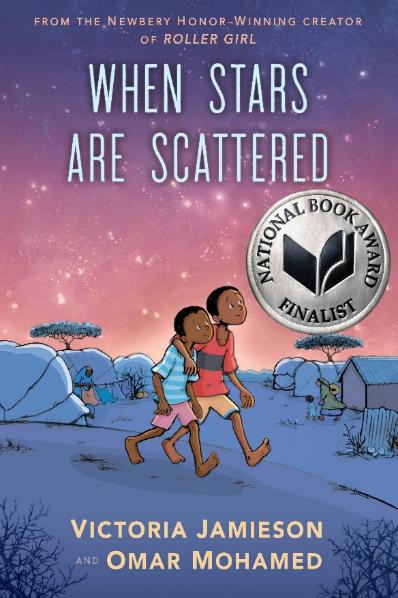 FROM THE NEWBERY HONOR–WINNING CREATOR
OF ROLLER GIRL
WHEN STARS
ARE SCATTERED
NATIONAL BOOK AWARD
FINALIST
VICTORIA JAMIESON
AND OMAR MOHAMED